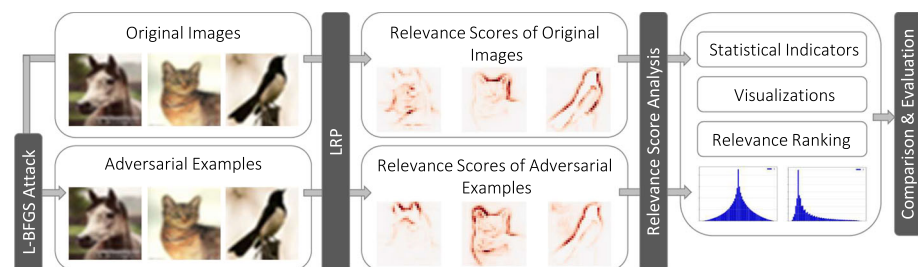 L-BFGS Attack
Original Images
Adversarial Examples
LRP
Relevance Scores of Original
Images
Relevance Scores of Adversarial
Examples
Relevance Score Analysis
Statistical Indicators
Visualizations
Relevance Ranking
Comparison & Evaluation